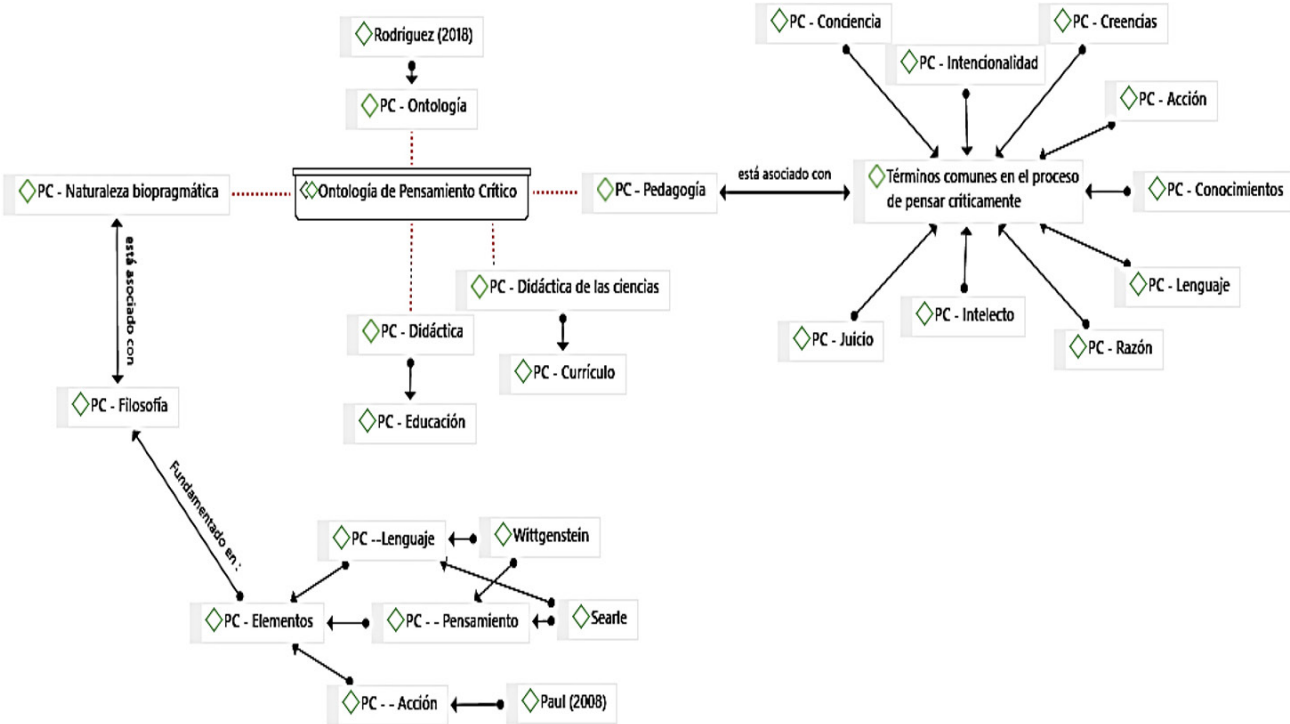 Rodriguez (2018)
PC - Ontología
PC - Naturaleza biopragmática
Ontología de Pensamiento Crítico
PC - Pedagogía
está asociado con
PC - Conciencia
PC - Creencias
PC - Intencionalidad
PC - Acción
Términos comunes en el proceso
de pensar criticamente
PC - Conocimientos
PC - Lenguaje
PC - Intelecto
PC - Juicio
PC - Razón
PC - Didáctica de las ciencias
PC - Didáctica
PC - Currículo
PC - Educación
está asociado con
PC - Filosofía
Fundamentado en :
PC --Lenguaje
Wittgenstein
PC - Elementos
PC - - Pensamiento
Searle
PC - - Acción
Paul (2008)